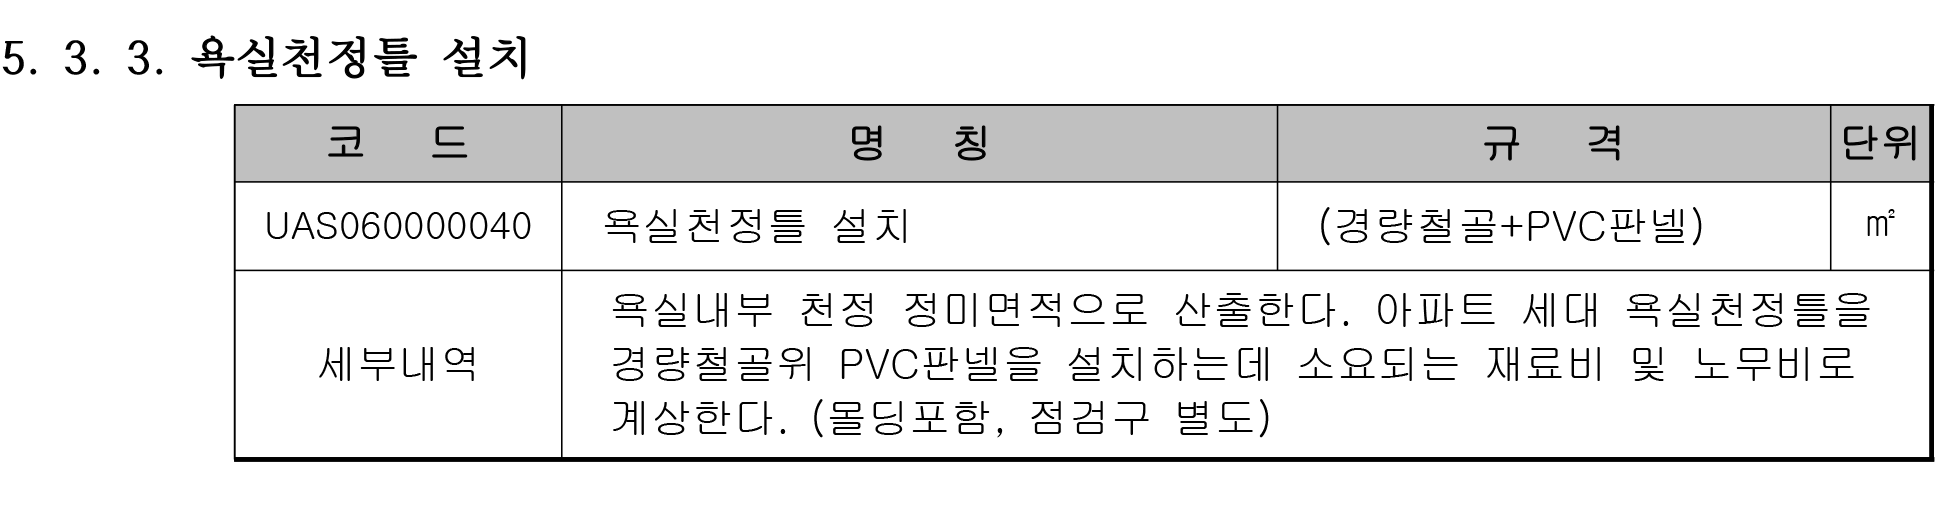 5. 3. 3. 욕실천정틀 설치
코 드 명 칭 규 격 단위
UAS060000040 욕실천정틀 설치 (경량철골+PVC판넬) ㎡
욕실내부 천정 정미면적으로 산출한다. 아파트 세대 욕실천정틀을
세부내역 경량철골위 PVC판넬을 설치하는데 소요되는 재료비 및 노무비로
계상한다. (몰딩포함, 점검구 별도)